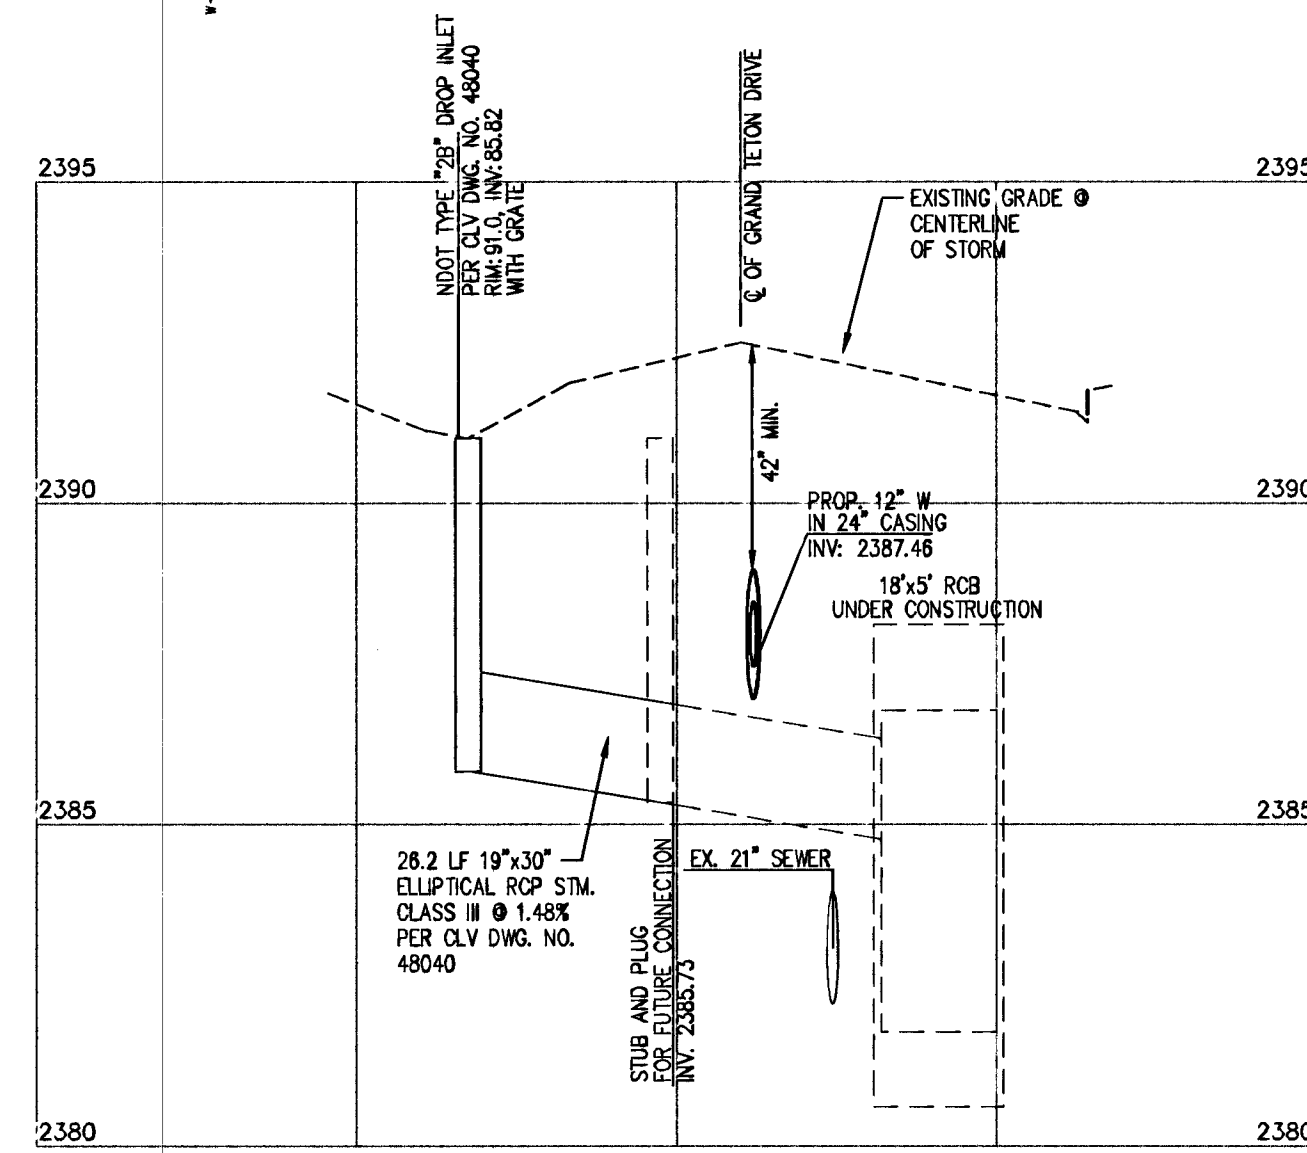 W-
NDOT TYPE "2B" DROP INLET
PER CLV DWG. NO. 48040
RIM: 91.0, INV: 85.82
WITH GRATE
℄ OF GRAND TETON DRIVE
2395
2395
EXISTING GRADE @
CENTERLINE
OF STORM
42" MIN.
2390
2390
PROP. 12" W
IN 24" CASING
INV: 2387.46
18'x5' RCB
UNDER CONSTRUCTION
2385
2385
26.2 LF 19"x30"
ELLIPTICAL RCP STM.
CLASS III @ 1.48%
PER CLV DWG. NO.
48040
STUB AND PLUG
FOR FUTURE CONNECTION
INV. 2385.73
EX. 21" SEWER
2380
2380